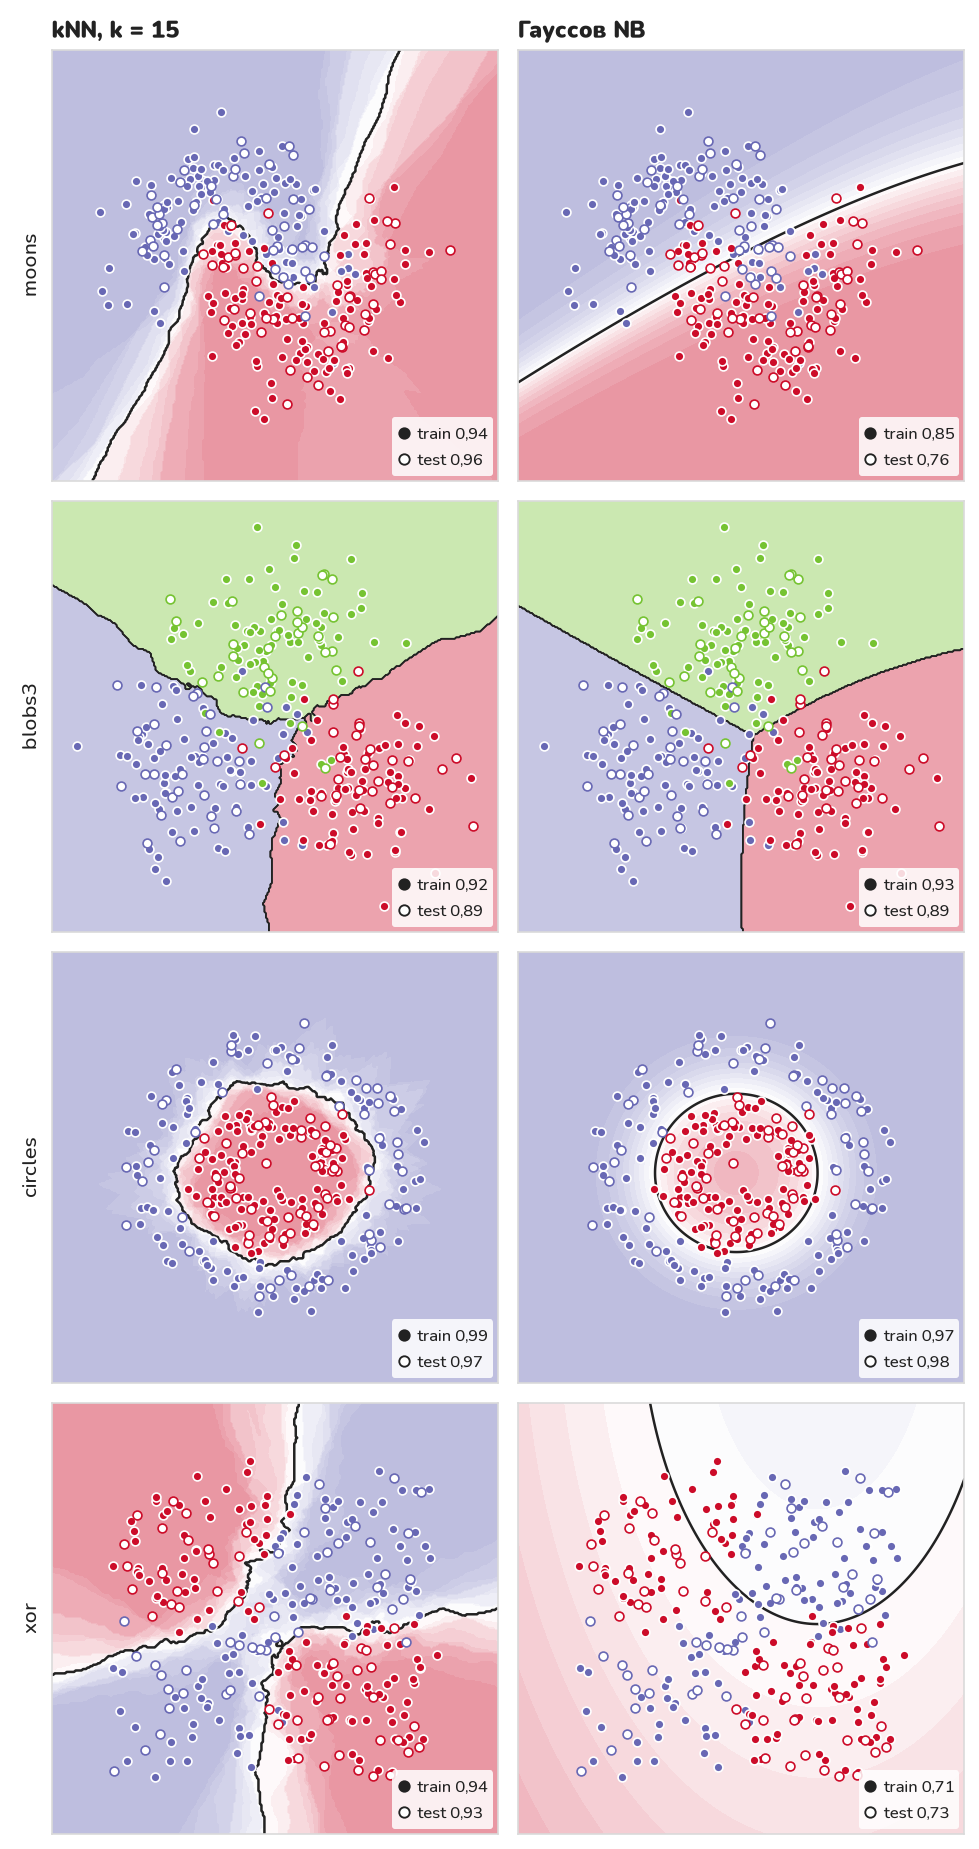 kNN, k = 15
Гауссов NB
moons
train 0,94
test 0,96
train 0,85
test 0,76
blobs3
train 0,92
test 0,89
train 0,93
test 0,89
circles
train 0,99
test 0,97
train 0,97
test 0,98
xor
train 0,94
test 0,93
train 0,71
test 0,73